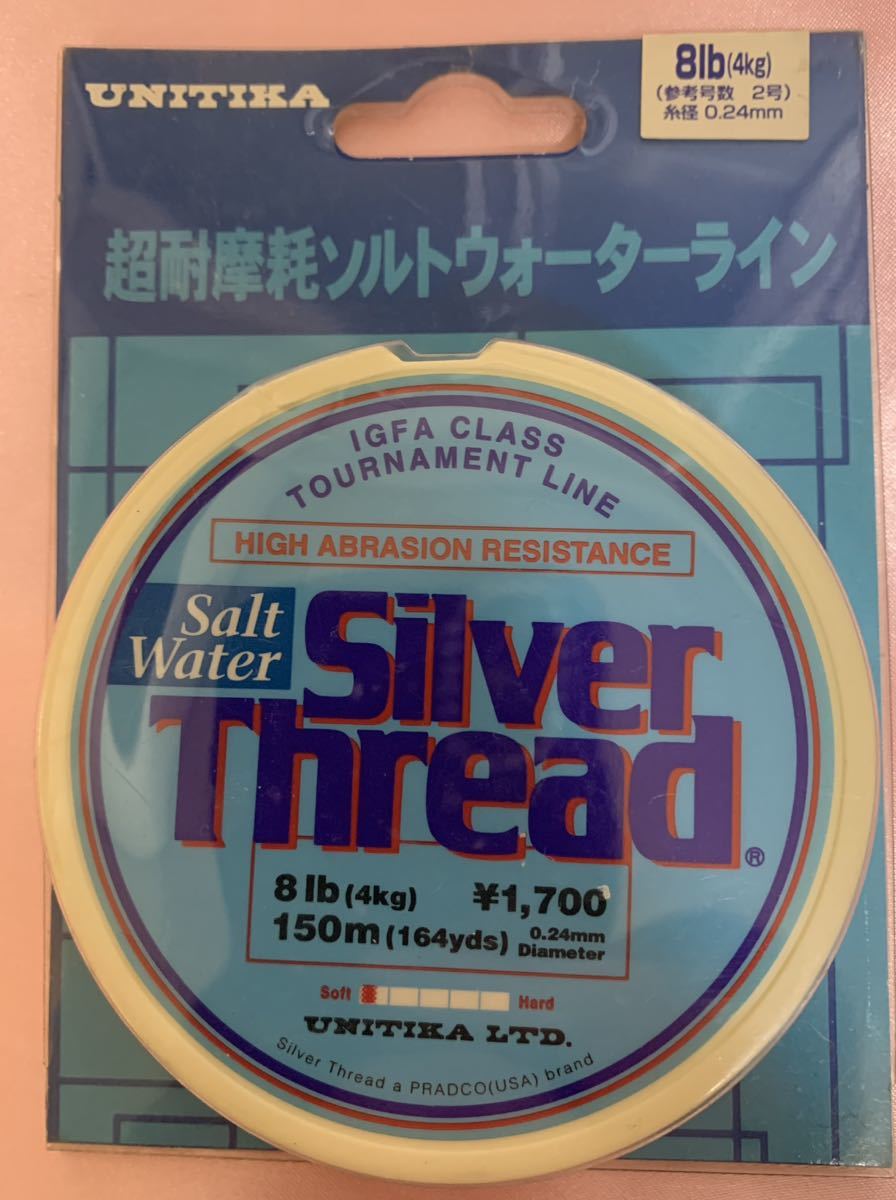 UNITIKA
8lb(4kg)
(参考号数 2号)
糸径 0.24mm
超耐摩耗ソルトウォーターライン
IGFA CLASS
TOURNAMENT LINE
HIGH ABRASION RESISTANCE
Salt
Water
Silver
Thread
®
8 lb (4kg) ¥1,700
150m (164yds) 0.24mm
Diameter
Soft Hard
UNITIKA LTD.
Silver Thread a PRADCO(USA) brand